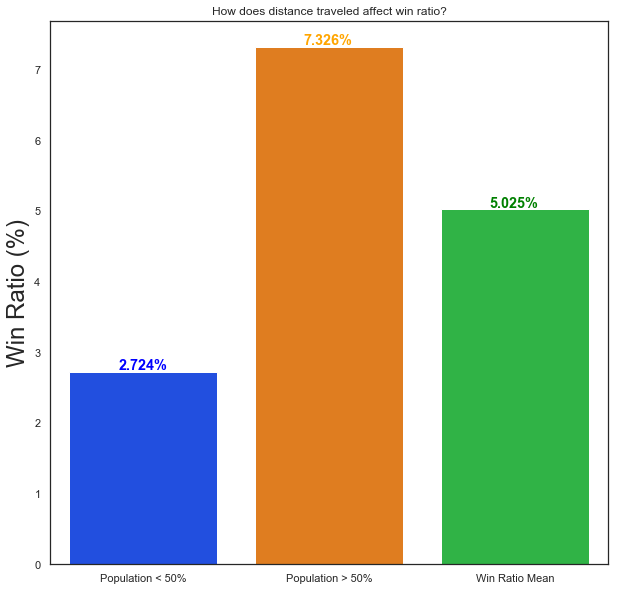 How does distance traveled affect win ratio?
Win Ratio (%)
7
6
5
4
3
2
1
0
2.724%
7.326%
5.025%
Population < 50%
Population > 50%
Win Ratio Mean